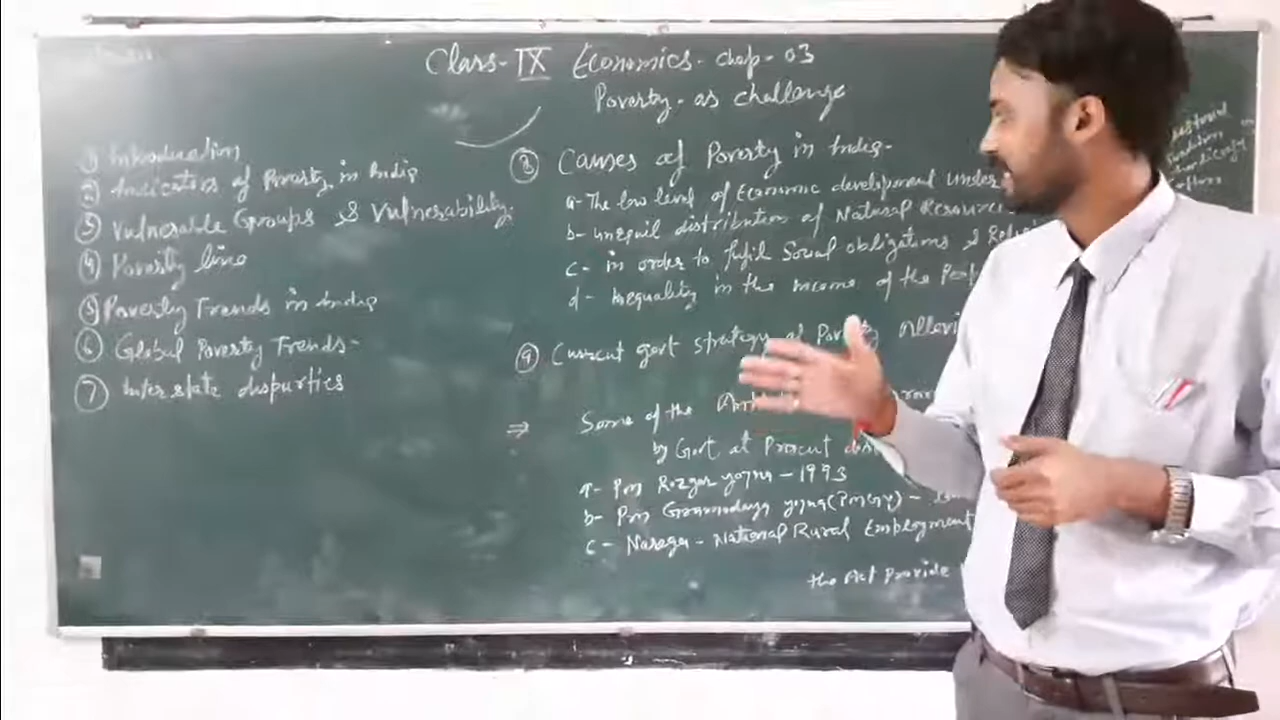 Class-IX Economics. chap-03
Poverty-as challenge
① Introduction
② Indicators of Poverty in India
③ Vulnerable Groups & Vulnerability.
④ Poverty line
⑤ Poverty Trends in India
⑥ Global Poverty Trends-
⑦ Inter state dispurties
⑧ Causes of Poverty in India-
a- The low level of Economic development Under
b- unequil distribution of Natural Resources
c- in order to fufil Social obligations &
d- Inequality in the income of the Peop
⑨ Current govt strategy of Poverty Allevi
⇒ Some of the
by Govt at Present
a- Pm Rozgar yojna-1993
b- Pm Gramodaya yojna(PMGY)-
c- Narega-National Rural Employment
the Act Provide